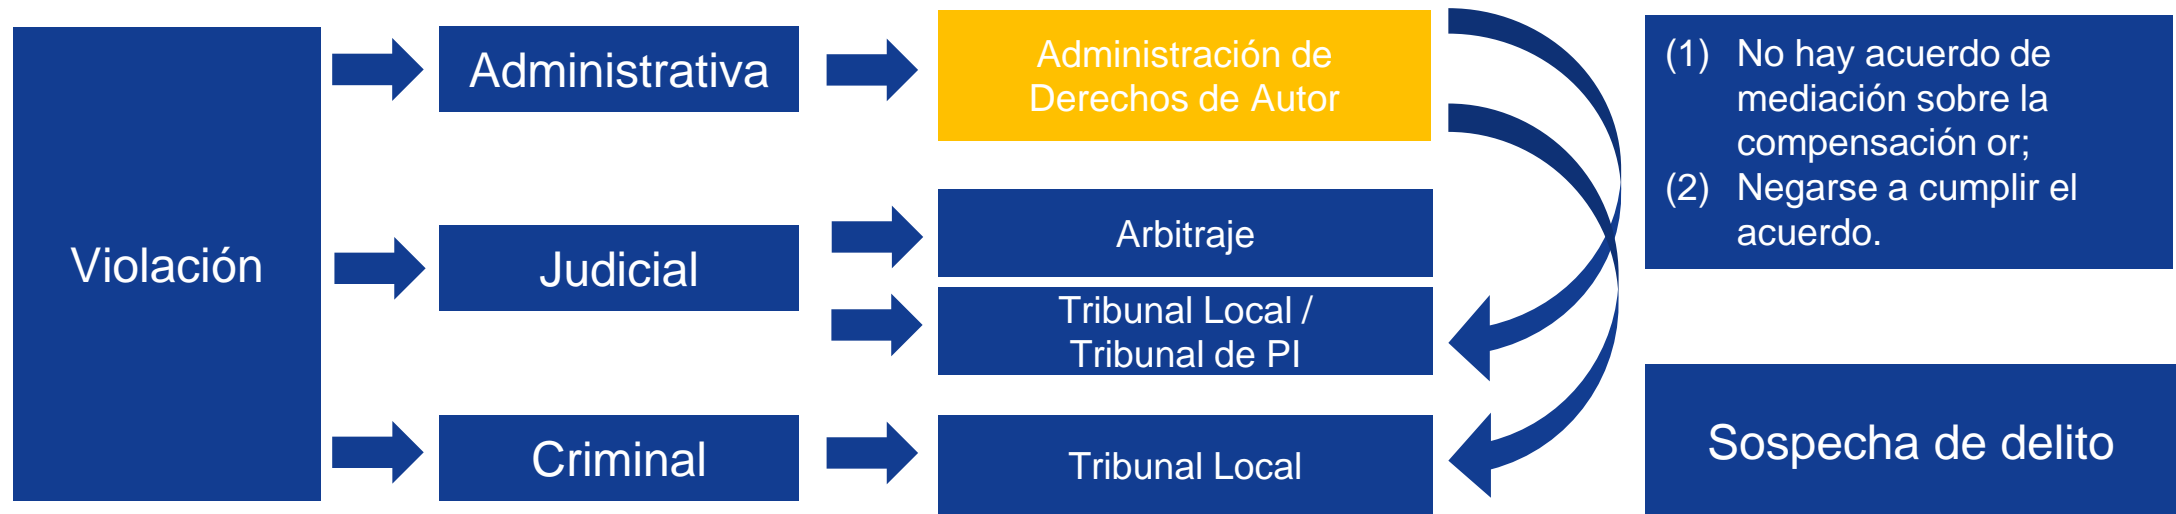 Violación
Administrativa
Administración de
Derechos de Autor
Judicial
Arbitraje
Tribunal Local /
Tribunal de PI
Criminal
Tribunal Local
(1) No hay acuerdo de
mediación sobre la
compensación or;
(2) Negarse a cumplir el
acuerdo.
Sospecha de delito